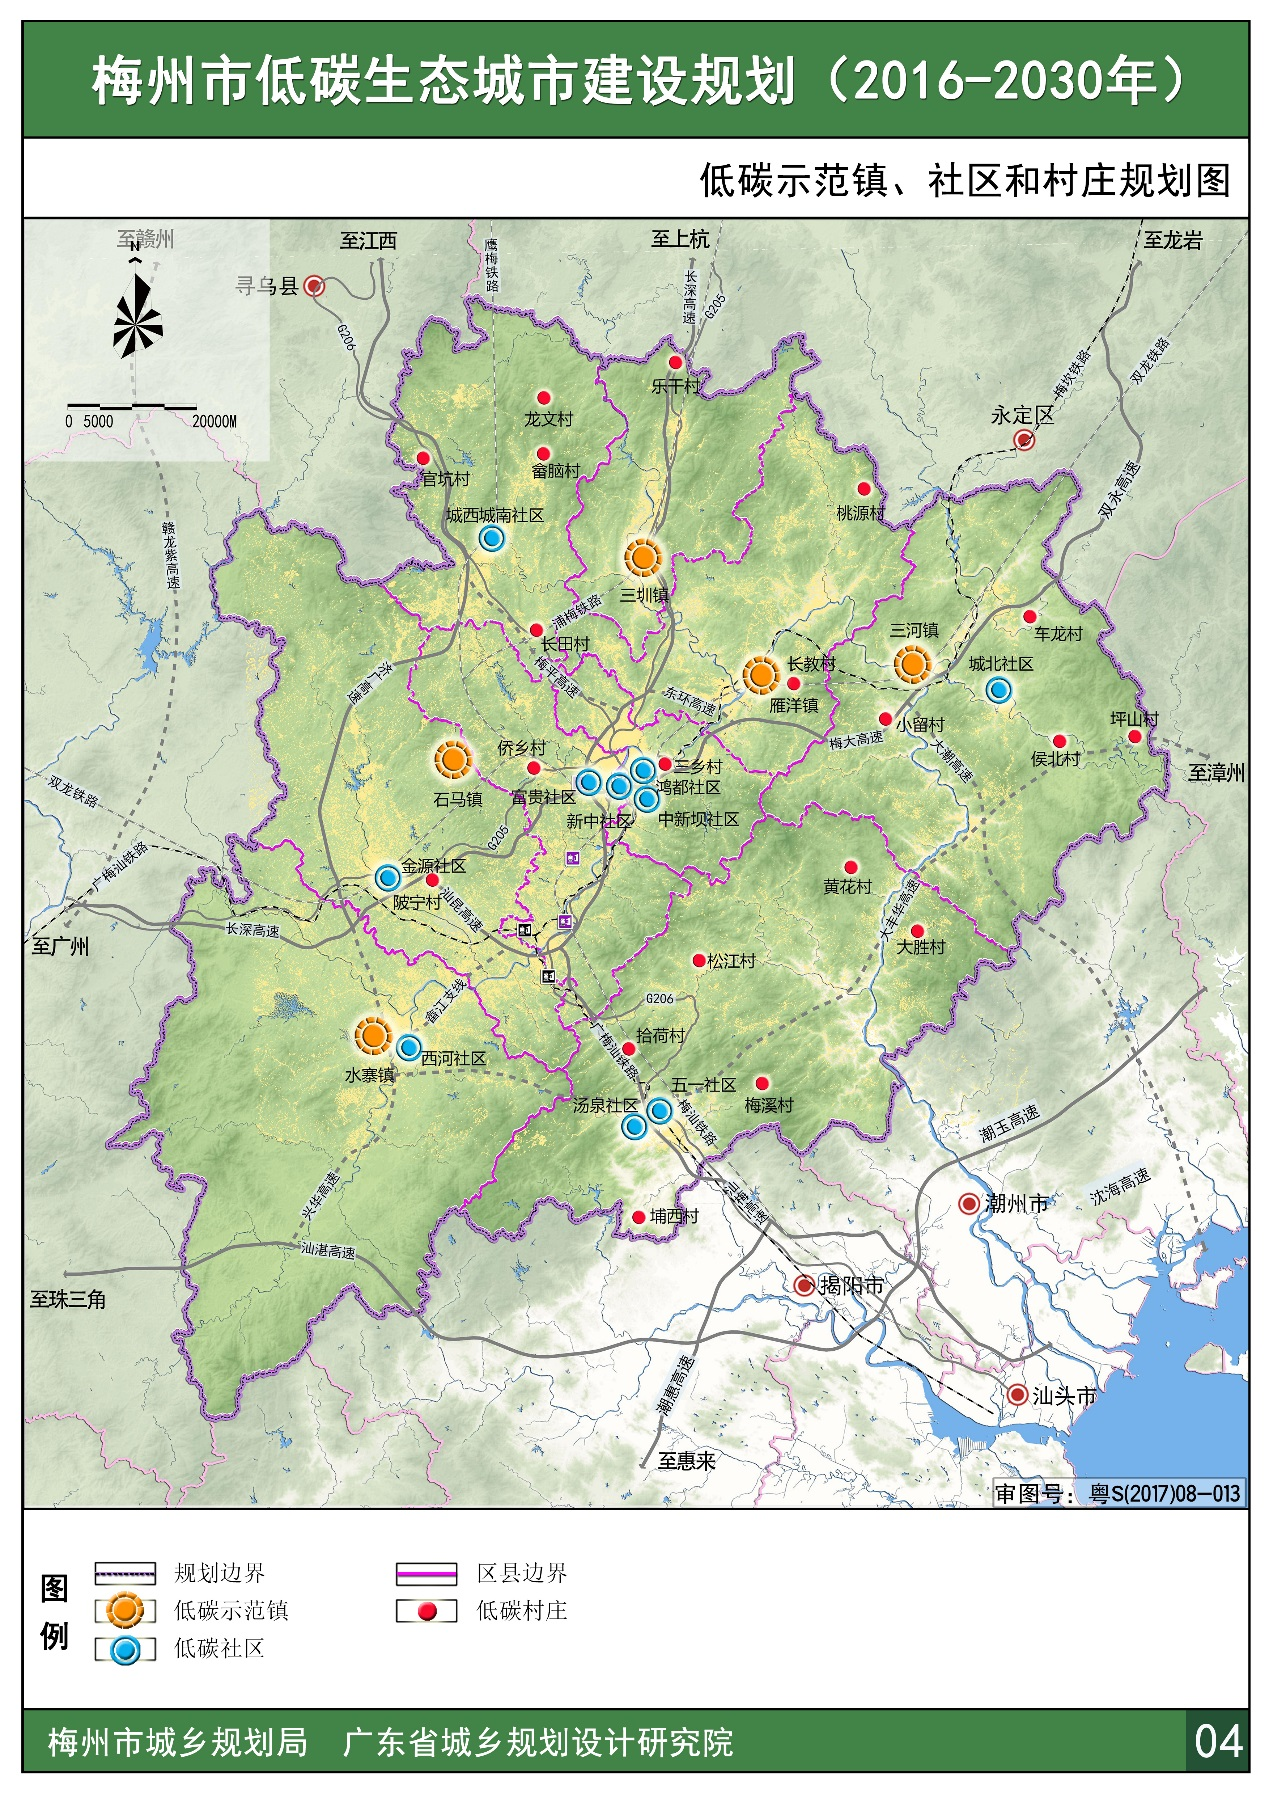 梅州市低碳生态城市建设规划（2016-2030年）
低碳示范镇、社区和村庄规划图
至赣州
至江西
鹰梅铁路
至上杭
至龙岩
N
寻乌县
长深高速
G205
G206
梅坎铁路
双龙铁路
0 5000 20000M
乐干村
龙文村
永定区
官坑村
畲脑村
双永高速
桃源村
城西城南社区
赣龙紫高速
三圳镇
浦梅铁路
长田村
三河镇
车龙村
梅平高速
长教村
城北社区
济广高速
东环高速
雁洋镇
小留村
坪山村
梅大高速
大潮高速
侨乡村
三乡村
侯北村
至漳州
石马镇
富贵社区
鸿都社区
双龙铁路
新中社区
中新坝社区
G205
广梅汕铁路
金源社区
黄花村
陂宁村
汕昆高速
大丰华高速
长深高速
至广州
大胜村
松江村
畲江支线
G206
广梅汕铁路
拾荷村
西河社区
水寨镇
五一社区
汤泉社区
梅汕铁路
梅溪村
潮玉高速
兴华高速
汕梅高速
沈海高速
埔西村
潮州市
汕湛高速
至珠三角
揭阳市
潮惠高速
汕头市
至惠来
审图号：粤S(2017)08-013
图例
规划边界
区县边界
低碳示范镇
低碳村庄
低碳社区
梅州市城乡规划局 广东省城乡规划设计研究院
04